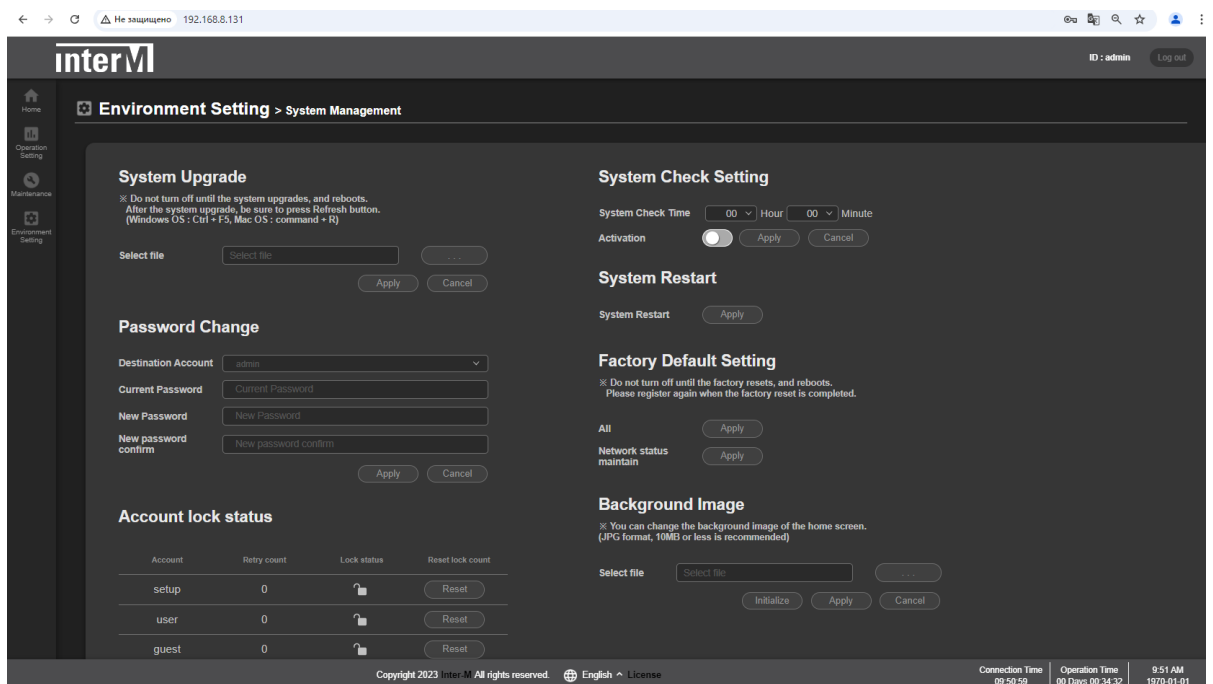 Не защищено 192.168.8.131
interM
ID : admin
Log out
Home
Operation
Setting
Maintenance
Environment
Setting
Environment Setting > System Management
System Upgrade
※ Do not turn off until the system upgrades, and reboots.
After the system upgrade, be sure to press Refresh button.
(Windows OS : Ctrl + F5, Mac OS : command + R)
Select file Select file ...
Apply Cancel
Password Change
Destination Account admin
Current Password Current Password
New Password New Password
New password
confirm
New password confirm
Apply Cancel
Account lock status
Account Retry count Lock status Reset lock count
setup 0 Reset
user 0 Reset
guest 0 Reset
System Check Setting
System Check Time 00 Hour 00 Minute
Activation Apply Cancel
System Restart
System Restart Apply
Factory Default Setting
※ Do not turn off until the factory resets, and reboots.
Please register again when the factory reset is completed.
All Apply
Network status
maintain
Apply
Background Image
※ You can change the background image of the home screen.
(JPG format, 10MB or less is recommended)
Select file Select file ...
Initialize Apply Cancel
Copyright 2023 Inter-M All rights reserved. English License
Connection Time
09:50:59
Operation Time
00 Days 00:34:32
9:51 AM
1970-01-01